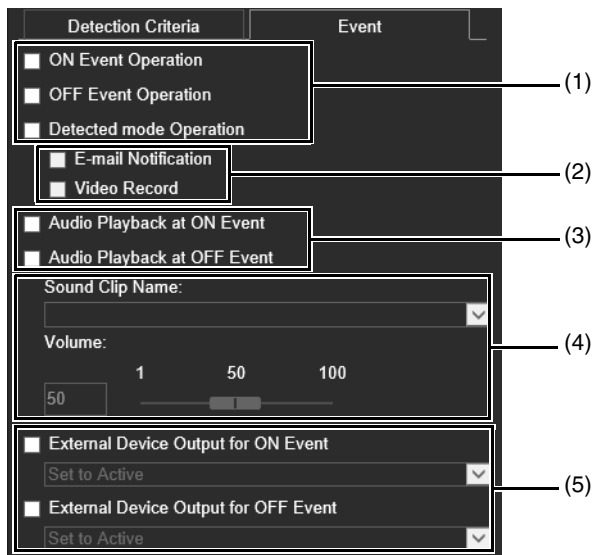 Detection Criteria Event
ON Event Operation
OFF Event Operation
Detected mode Operation
(1)
E-mail Notification
Video Record
(2)
Audio Playback at ON Event
Audio Playback at OFF Event
(3)
Sound Clip Name:
Volume:
1 50 100
50
(4)
External Device Output for ON Event
Set to Active
External Device Output for OFF Event
Set to Active
(5)